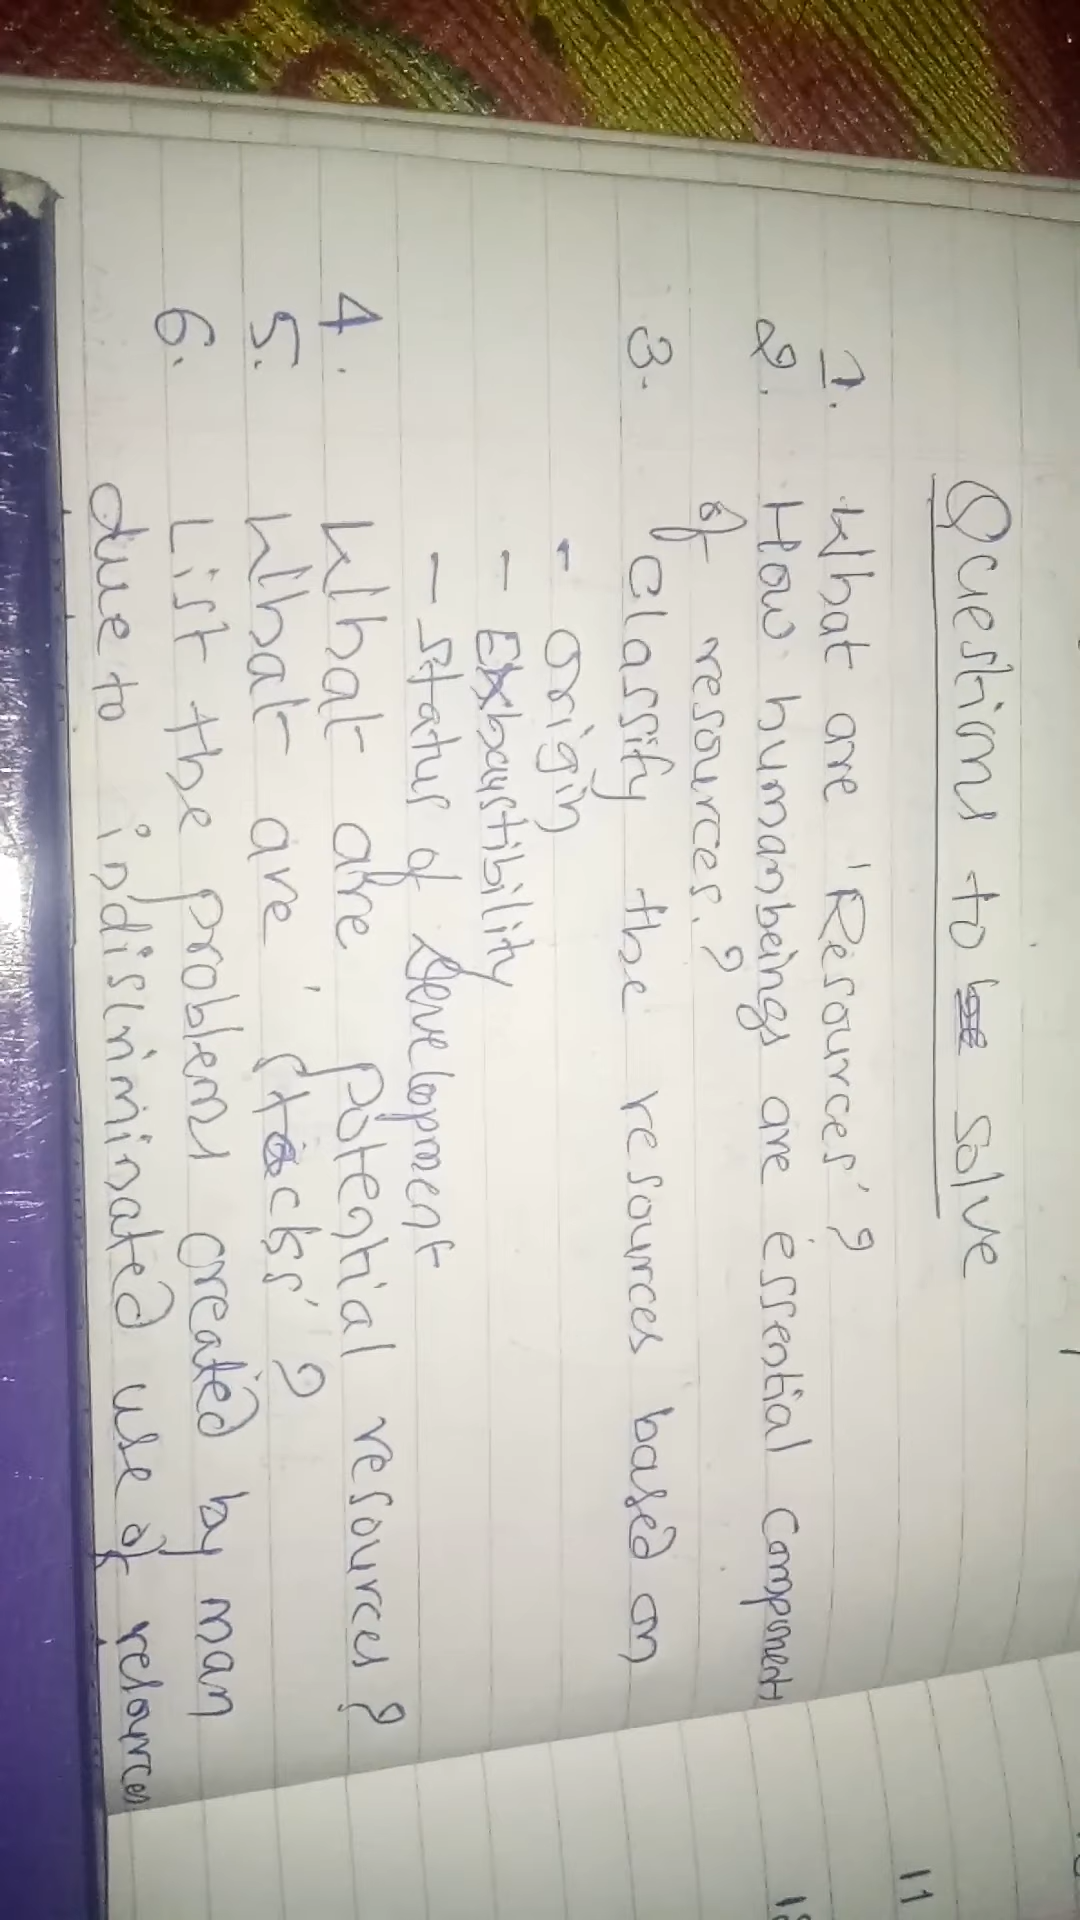 Questions to solve
1. What are 'Resources'?
2. How humanbeings are essential components
of resources.?
3. classify the resources based on
- Origin
- Exhaustibility
- Status of Development
4. What are Potential resources?
5. What are 'stocks'?
6. List the problems created by man
due to indiscriminated use of resources
11